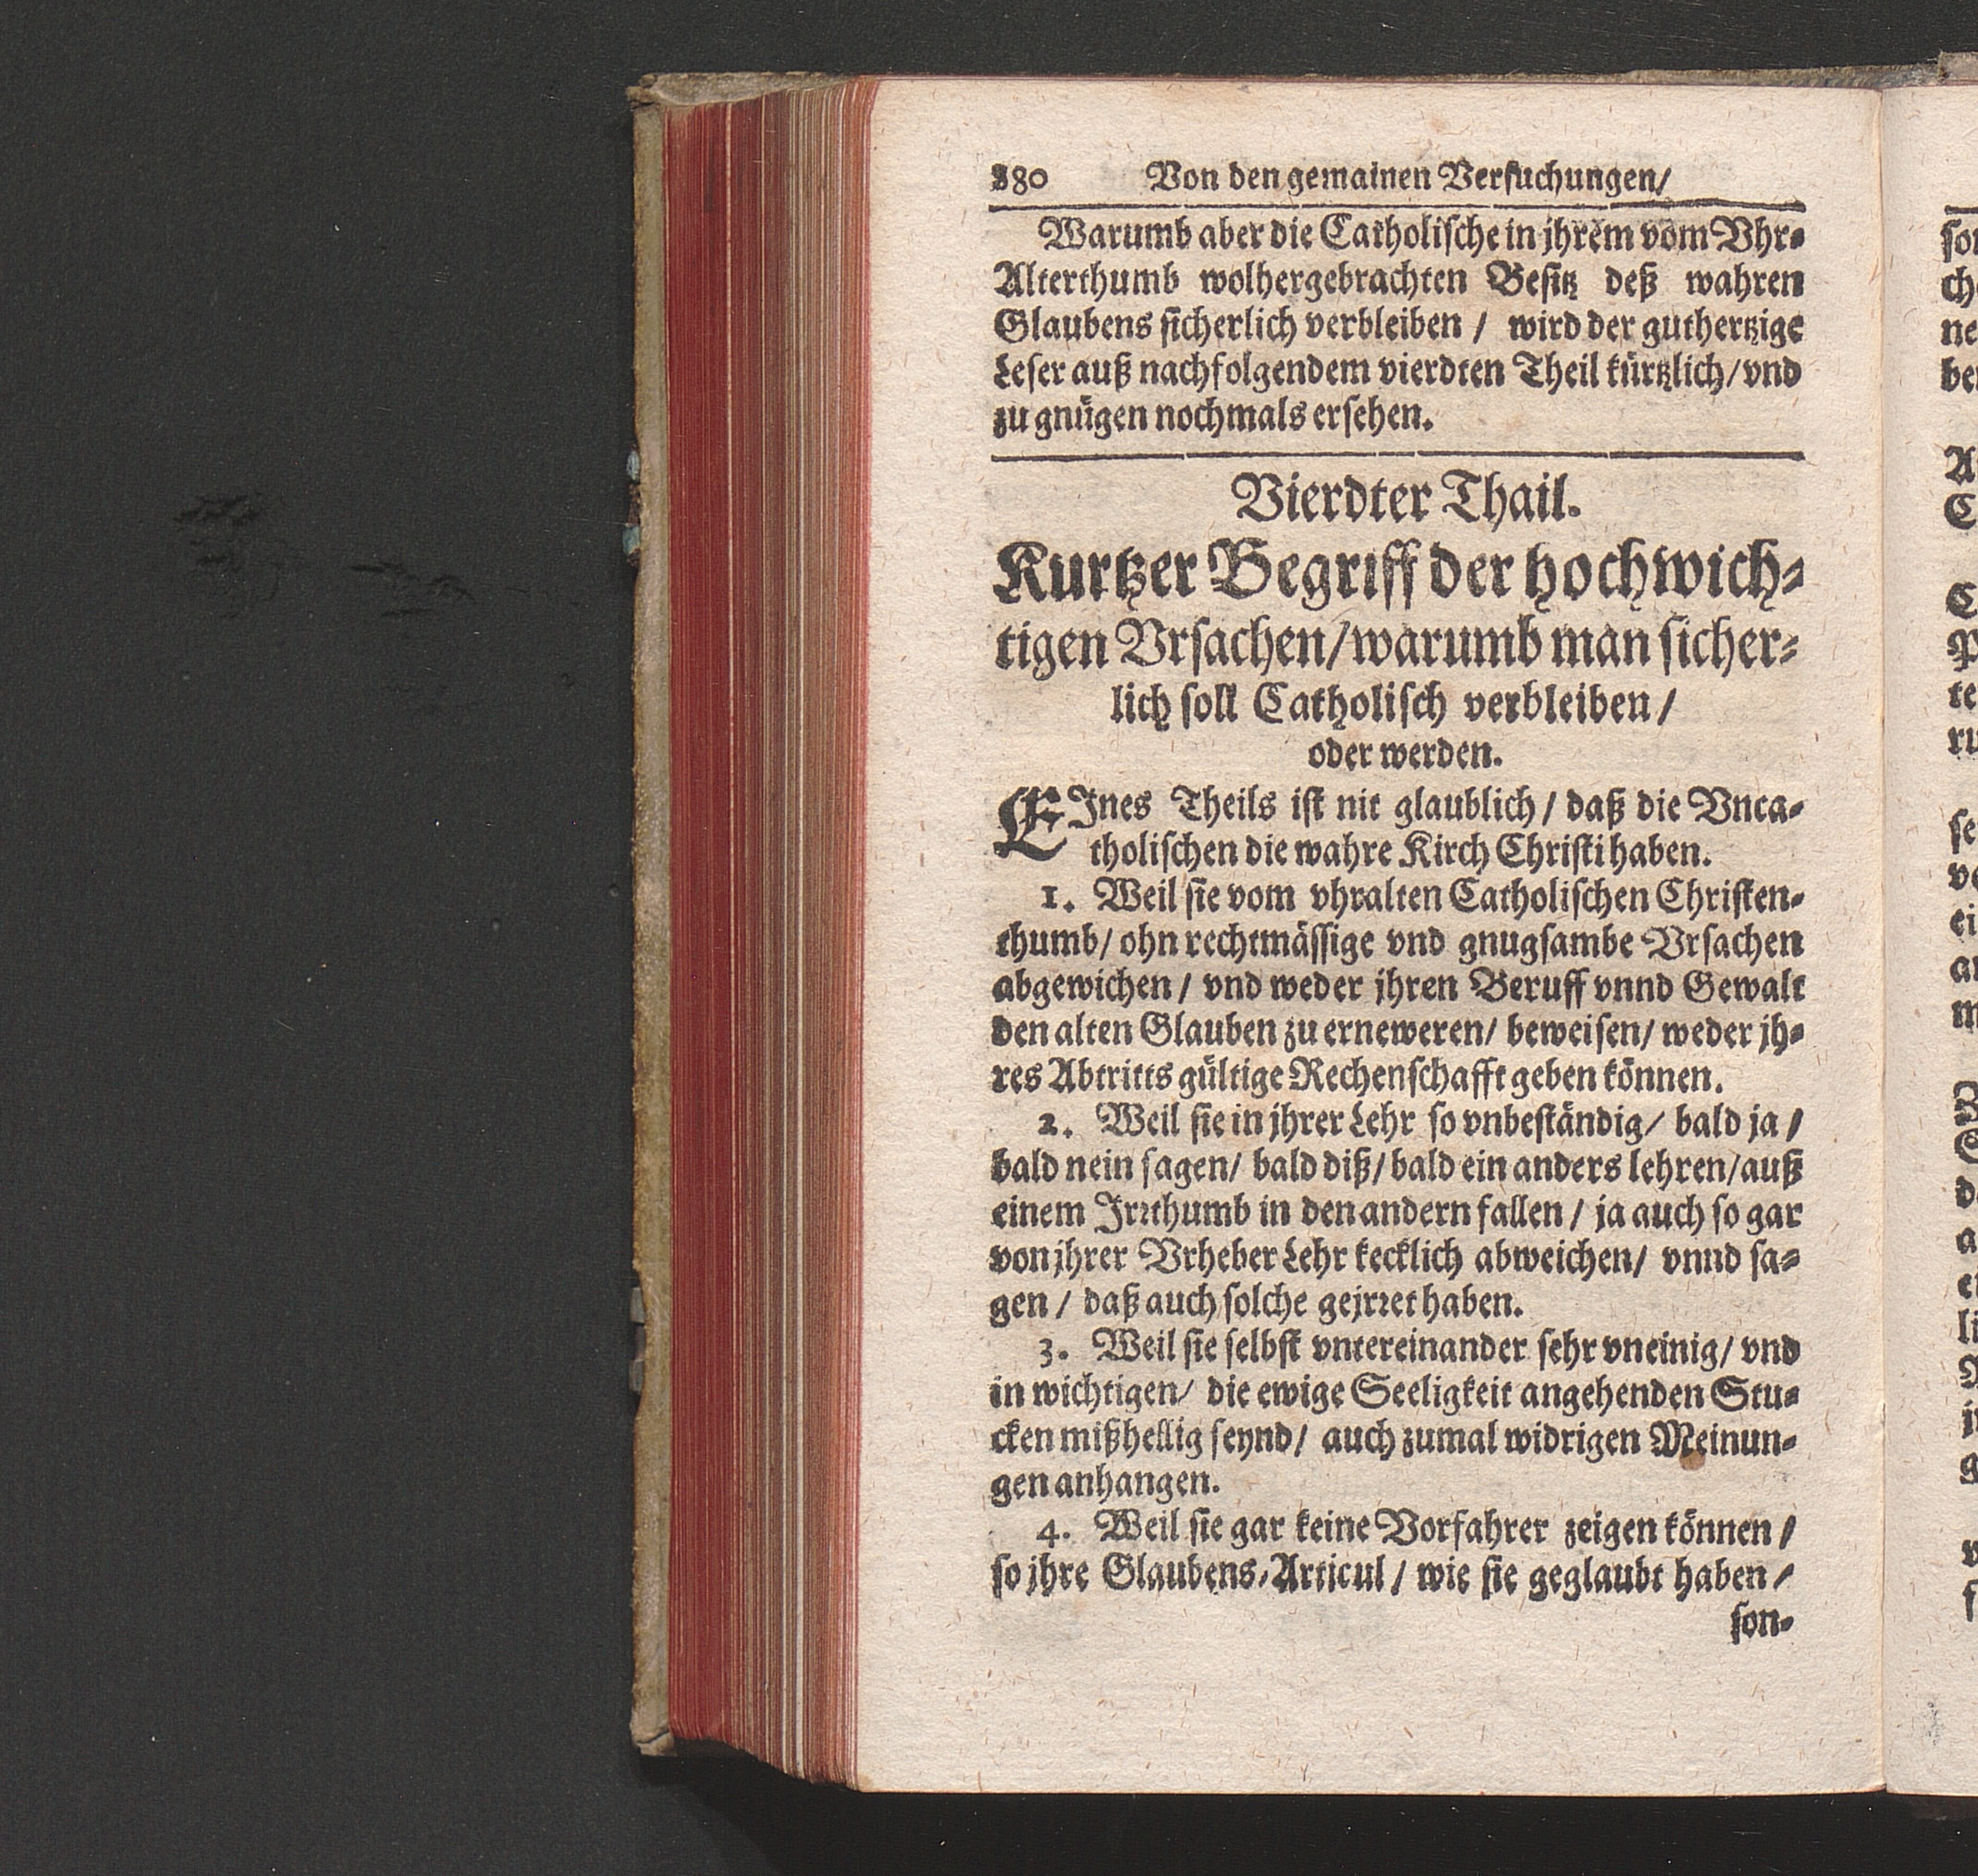 880 Von den gemainen Versuchungen/
Warumb aber die Catholische in jhrem vom Vhr-
Alterthumb wolhergebrachten Besitz deß wahren
Glaubens sicherlich verbleiben / wird der guthertzige
Leser auß nachfolgendem vierdten Theil kürtzlich/ vnd
zu gnügen nochmals ersehen.
Vierdter Thail.
Kurtzer Begriff der hochwich-
tigen Vrsachen/ warumb man sicher-
lich soll Catholisch verbleiben/
oder werden.
EJnes Theils ist nit glaublich / daß die Vnca-
tholischen die wahre Kirch Christi haben.
1. Weil sie vom vhralten Catholischen Christen-
thumb/ ohn rechtmässige vnd gnugsambe Vrsachen
abgewichen / vnd weder jhren Beruff vnnd Gewalt
den alten Glauben zu erneweren/ beweisen/ weder jh-
res Abtritts gültige Rechenschafft geben können.
2. Weil sie in jhrer Lehr so vnbeständig/ bald ja /
bald nein sagen/ bald diß/ bald ein anders lehren/ auß
einem Jrrthumb in den andern fallen / ja auch so gar
von jhrer Vrheber Lehr kecklich abweichen/ vnnd sa-
gen / daß auch solche gejrret haben.
3. Weil sie selbst vntereinander sehr vneinig/ vnd
in wichtigen/ die ewige Seeligkeit angehenden Stu-
cken mißhellig seynd/ auch zumal widrigen Meinun-
gen anhangen.
4. Weil sie gar keine Vorfahrer zeigen können /
so jhre Glaubens-Articul / wie sie geglaubt haben /
son-